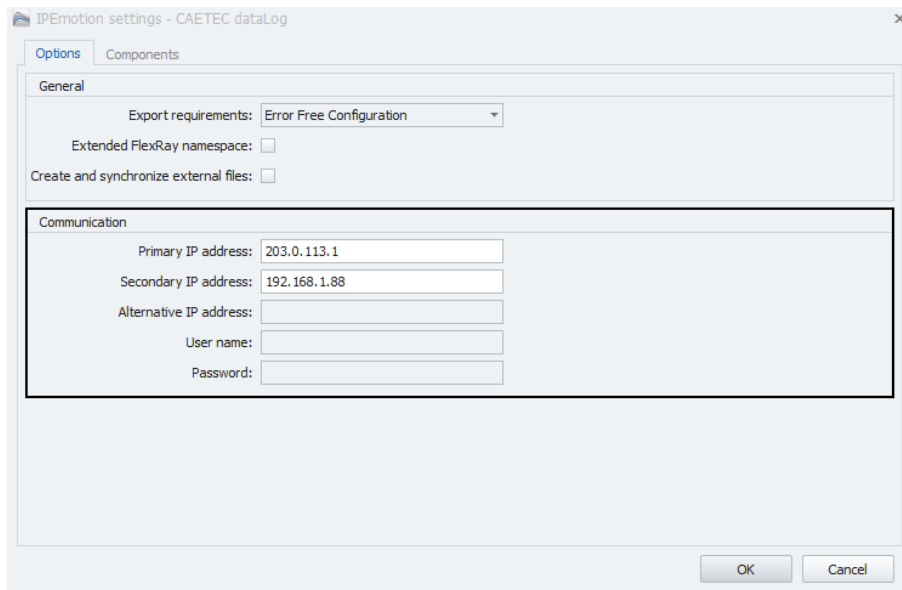 IPEmotion settings - CAETEC dataLog
Options Components
General
Export requirements: Error Free Configuration
Extended FlexRay namespace:
Create and synchronize external files:
Communication
Primary IP address: 203.0.113.1
Secondary IP address: 192.168.1.88
Alternative IP address:
User name:
Password:
OK Cancel